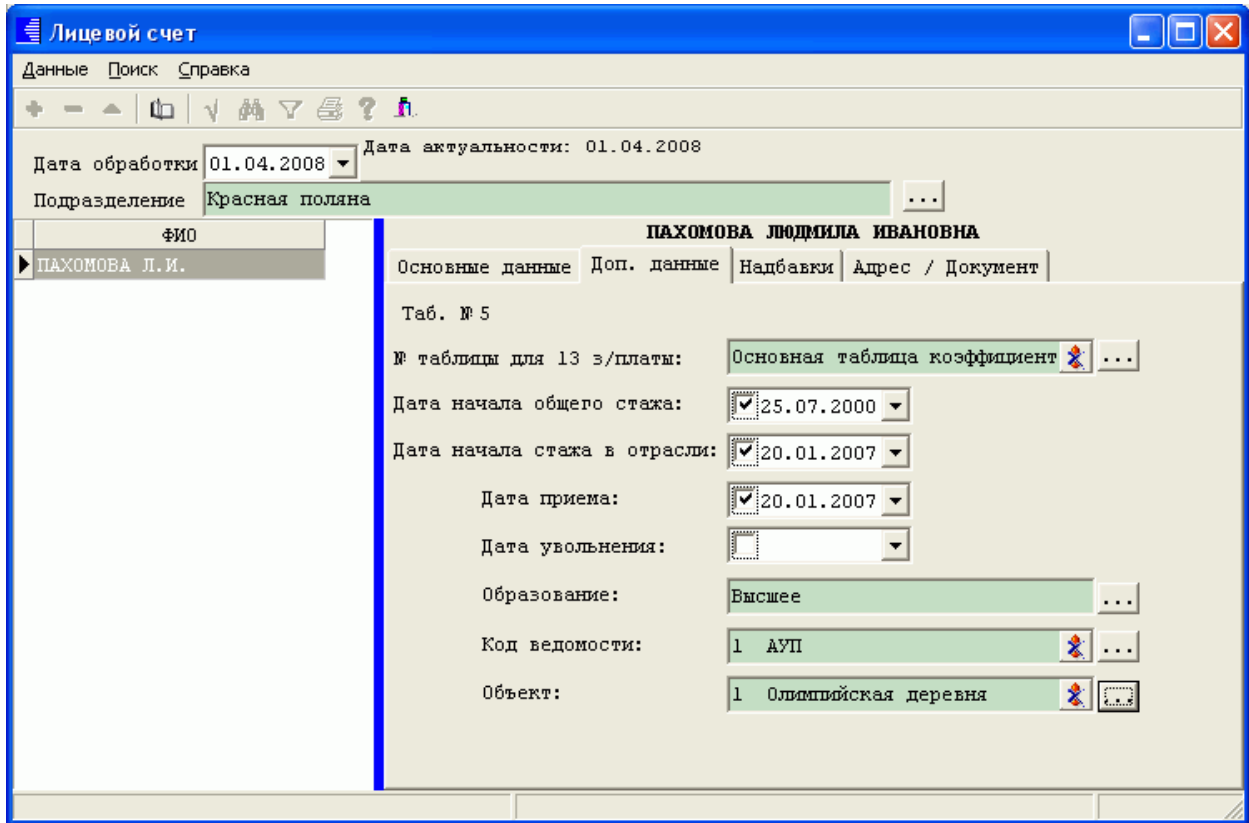 Лицевой счет
Данные Поиск Справка
Дата обработки 01.04.2008 Дата актуальности: 01.04.2008
Подразделение Красная поляна ...
ФИО
ПАХОМОВА Л.И.
ПАХОМОВА ЛЮДМИЛА ИВАНОВНА
Основные данные Доп. данные Надбавки Адрес / Документ
Таб. № 5
№ таблицы для 13 з/платы: Основная таблица коэффициент ...
Дата начала общего стажа: 25.07.2000
Дата начала стажа в отрасли: 20.01.2007
Дата приема: 20.01.2007
Дата увольнения:
Образование: Высшее ...
Код ведомости: 1 АУП ...
Объект: 1 Олимпийская деревня ...